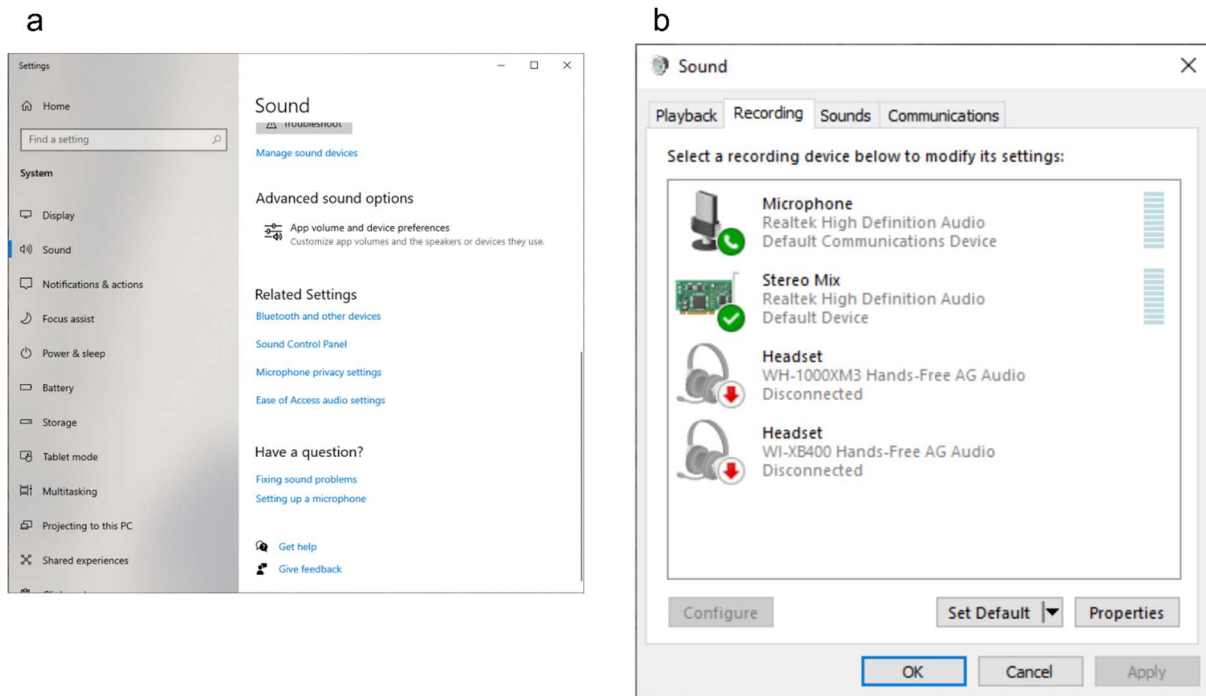 a
Settings
Home
Find a setting
System
Display
Sound
Notifications & actions
Focus assist
Power & sleep
Battery
Storage
Tablet mode
Multitasking
Projecting to this PC
Shared experiences
Sound
Troubleshoot
Manage sound devices
Advanced sound options
App volume and device preferences
Customize app volumes and the speakers or devices they use.
Related Settings
Bluetooth and other devices
Sound Control Panel
Microphone privacy settings
Ease of Access audio settings
Have a question?
Fixing sound problems
Setting up a microphone
Get help
Give feedback
b
Sound
Playback Recording Sounds Communications
Select a recording device below to modify its settings:
Microphone
Realtek High Definition Audio
Default Communications Device
Stereo Mix
Realtek High Definition Audio
Default Device
Headset
WH-1000XM3 Hands-Free AG Audio
Disconnected
Headset
WI-XB400 Hands-Free AG Audio
Disconnected
Configure Set Default Properties
OK Cancel Apply